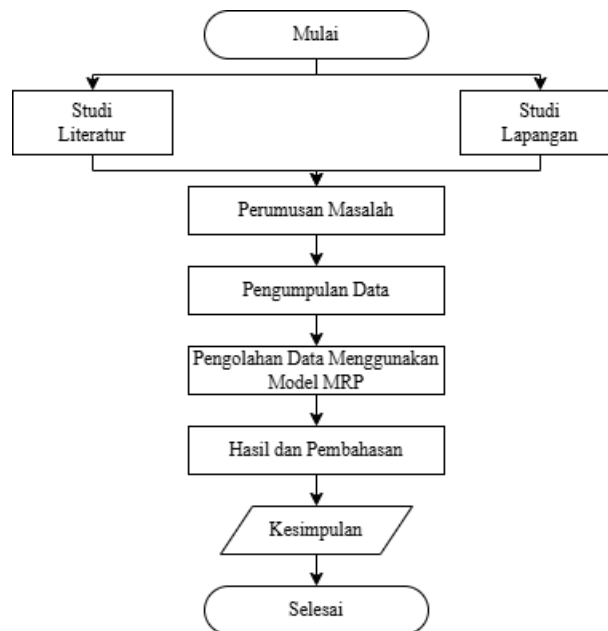 Mulai
Studi
Literatur
Studi
Lapangan
Perumusan Masalah
Pengumpulan Data
Pengolahan Data Menggunakan
Model MRP
Hasil dan Pembahasan
Kesimpulan
Selesai